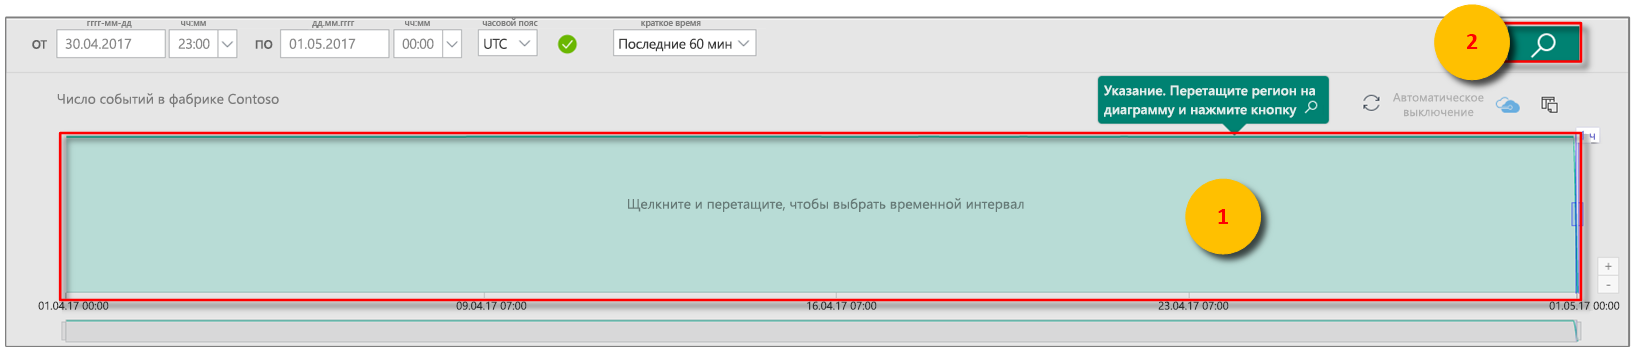 гггг-мм-дд чч:мм дд.мм.гггг чч:мм часовой пояс краткое время
от 30.04.2017 23:00 по 01.05.2017 00:00 UTC Последние 60 мин 2
Число событий в фабрике Contoso
Указание. Перетащите регион на
диаграмму и нажмите кнопку
Автоматическое
выключение
ч
Щелкните и перетащите, чтобы выбрать временной интервал
1
+
-
01.04.17 00:00 09.04.17 07:00 16.04.17 07:00 23.04.17 07:00 01.05.17 00:00